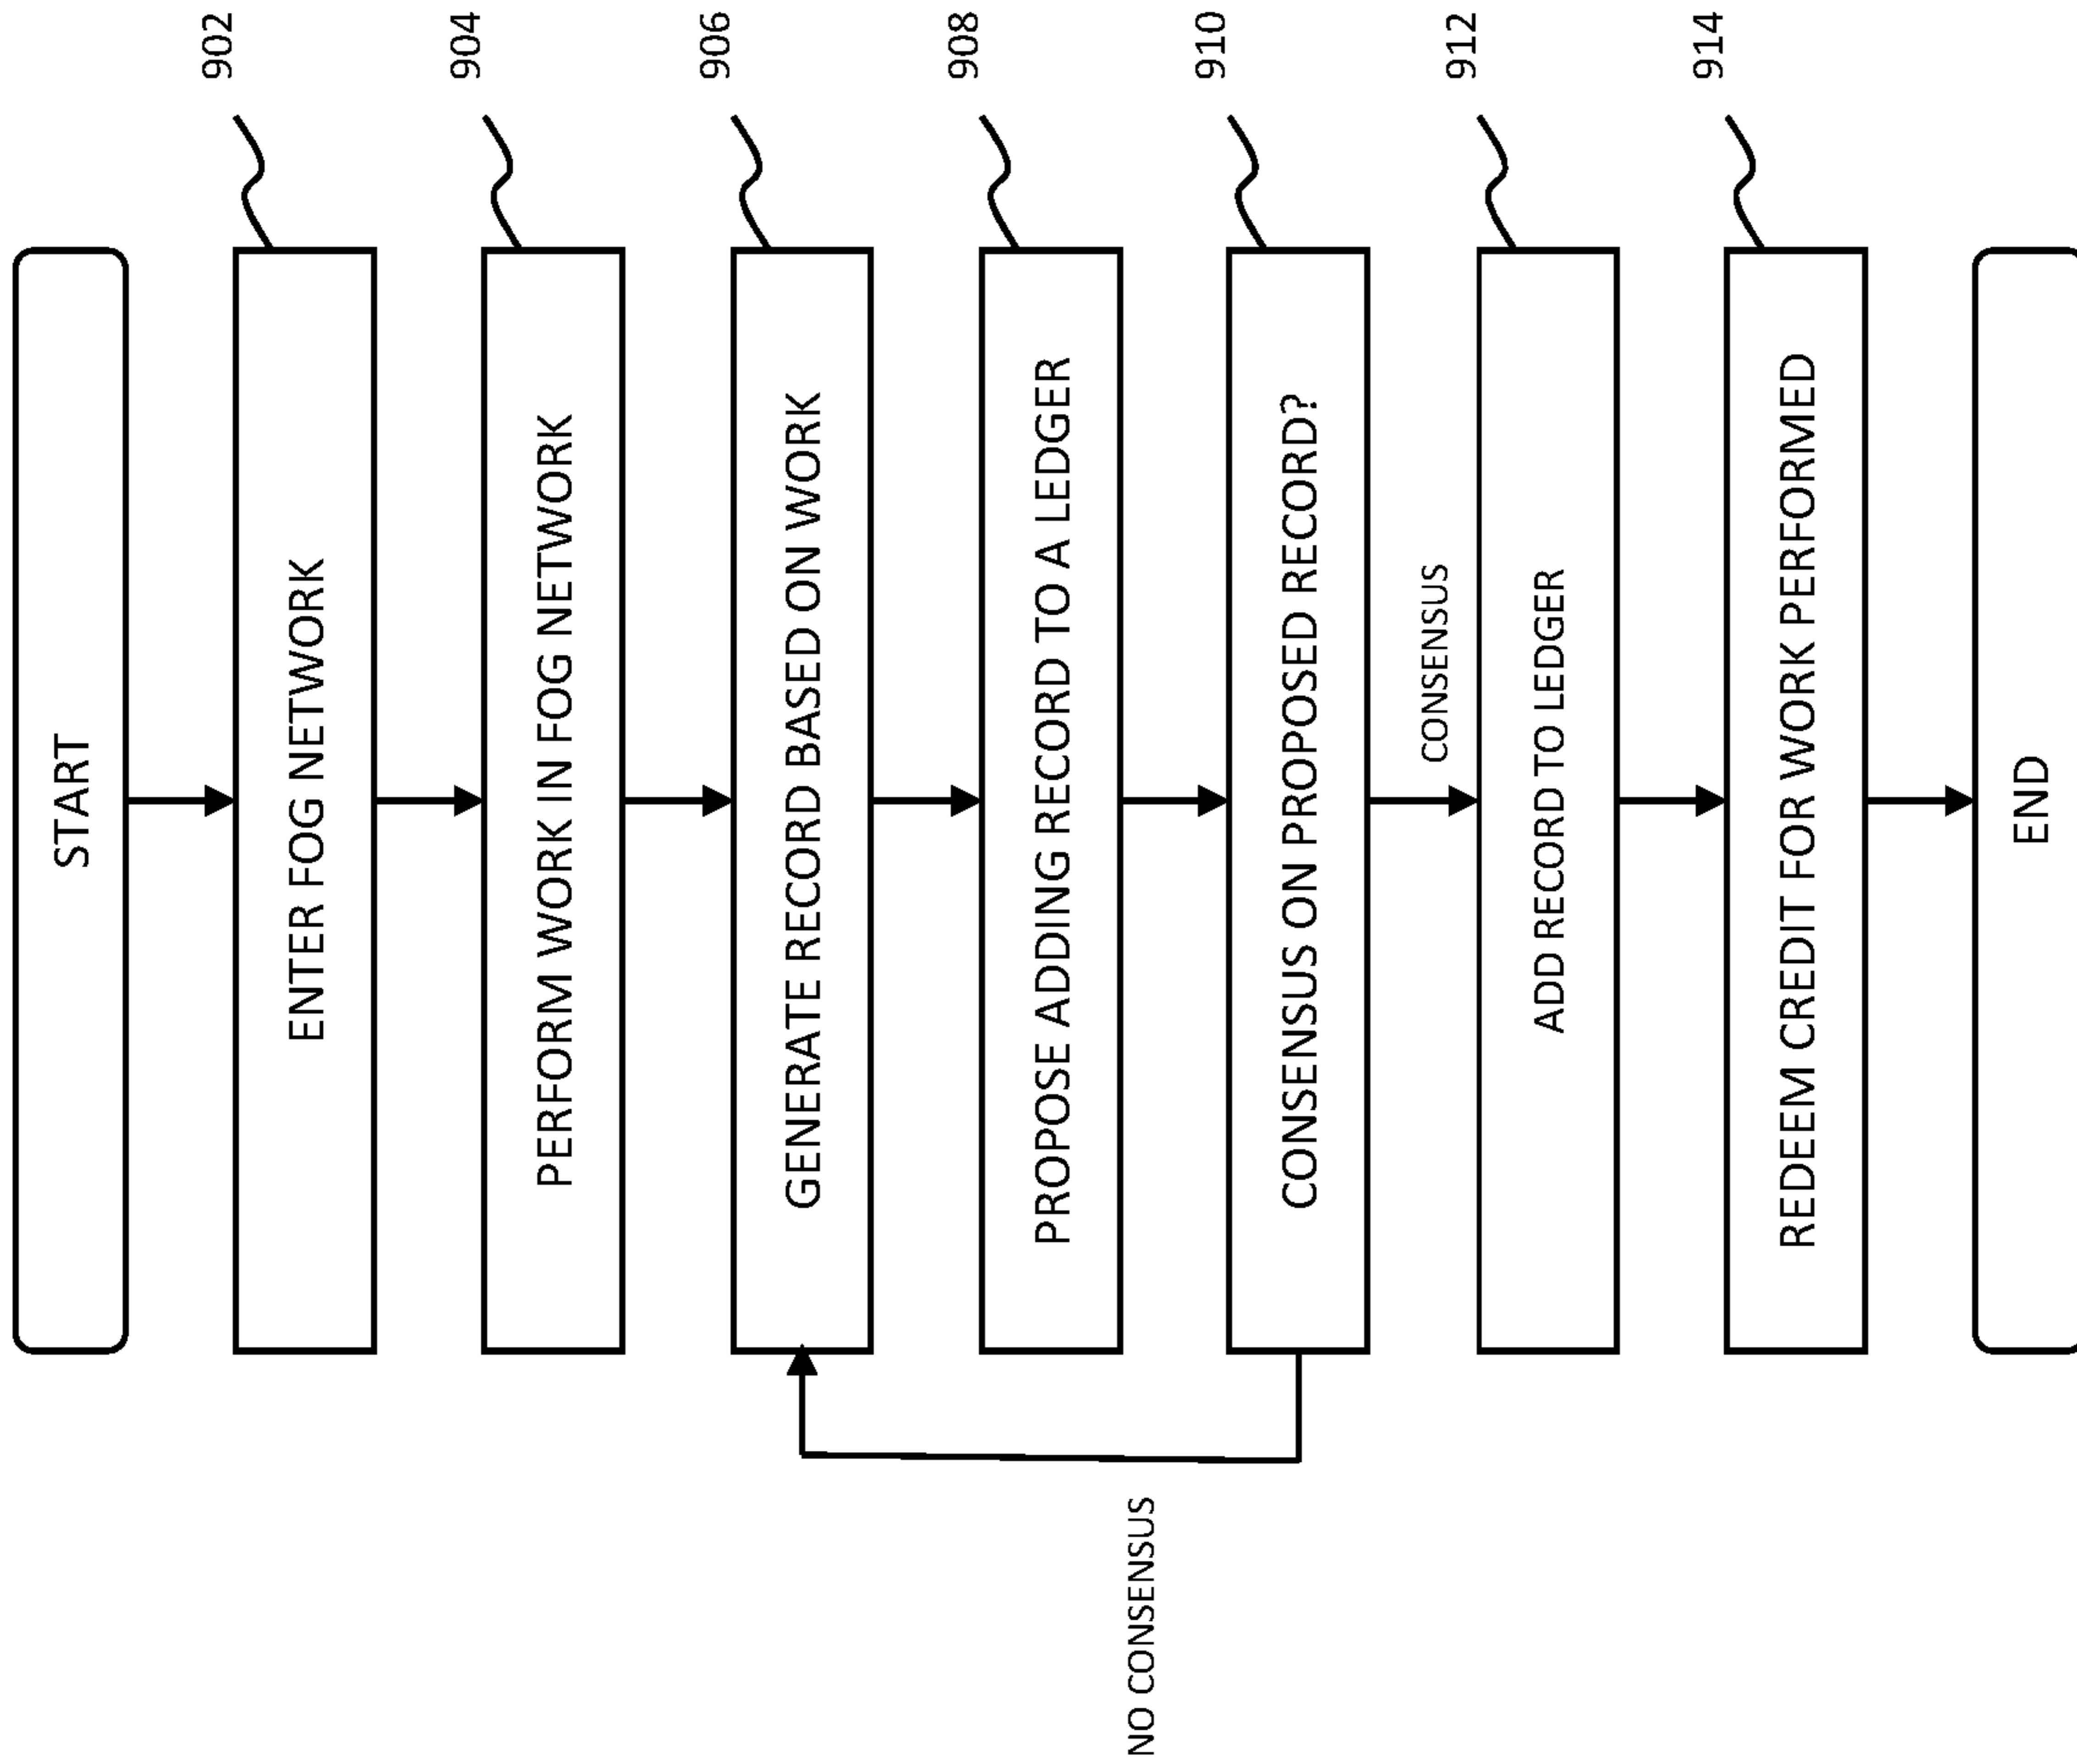 START
902
ENTER FOG NETWORK
904
PERFORM WORK IN FOG NETWORK
906
GENERATE RECORD BASED ON WORK
908
PROPOSE ADDING RECORD TO A LEDGER
NO CONSENSUS
910
CONSENSUS ON PROPOSED RECORD?
CONSENSUS
912
ADD RECORD TO LEDGER
914
REDEEM CREDIT FOR WORK PERFORMED
END